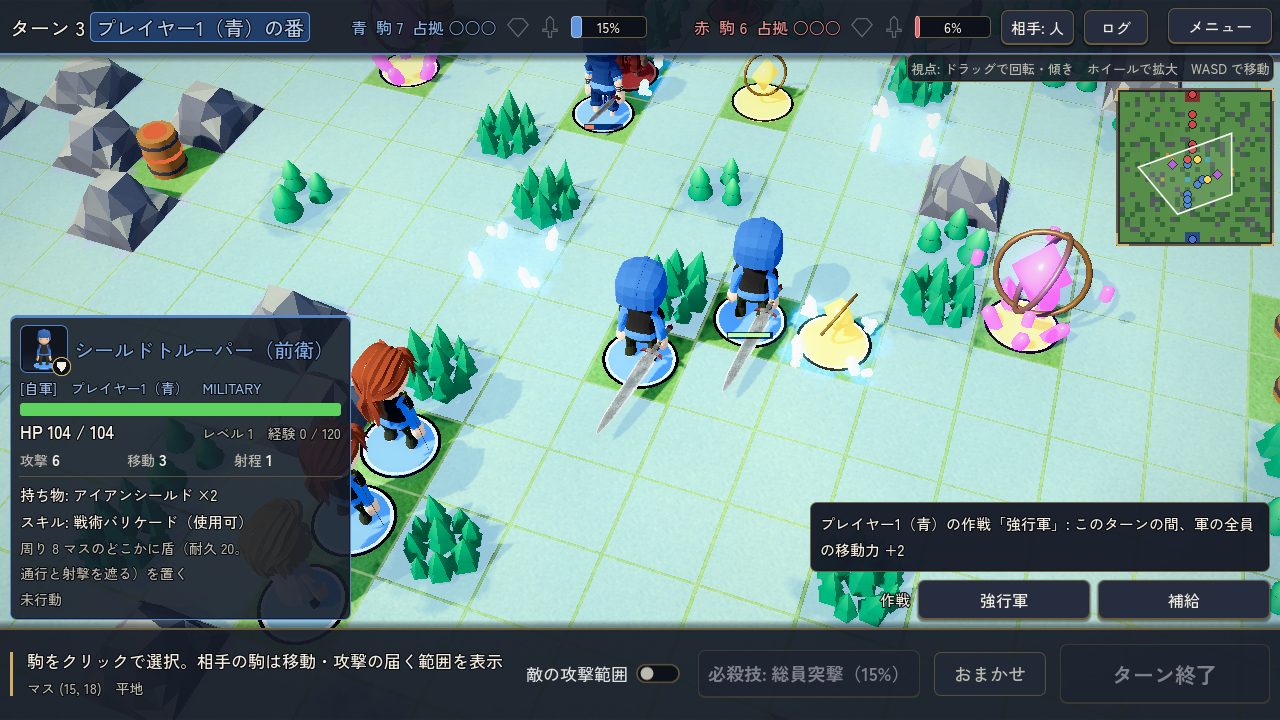 ターン 3 プレイヤー1（青）の番 青 駒 7 占拠 〇〇〇 15% 赤 駒 6 占拠 〇〇〇 6% 相手: 人 ログ メニュー
視点: ドラッグで回転・傾き ホイールで拡大 WASD で移動
シールドトルーパー（前衛）
[自軍] プレイヤー1（青） MILITARY
HP 104 / 104 レベル 1 経験 0 / 120
攻撃 6 移動 3 射程 1
持ち物: アイアンシールド ×2
スキル: 戦術バリケード（使用可）
周り 8 マスのどこかに盾（耐久 20。
通行と射撃を遮る）を置く
未行動
プレイヤー1（青）の作戦「強行軍」: このターンの間、軍の全員
の移動力 +2
作戦 強行軍 補給
駒をクリックで選択。相手の駒は移動・攻撃の届く範囲を表示
マス (15, 18) 平地
敵の攻撃範囲 必殺技: 総員突撃（15%） おまかせ ターン終了